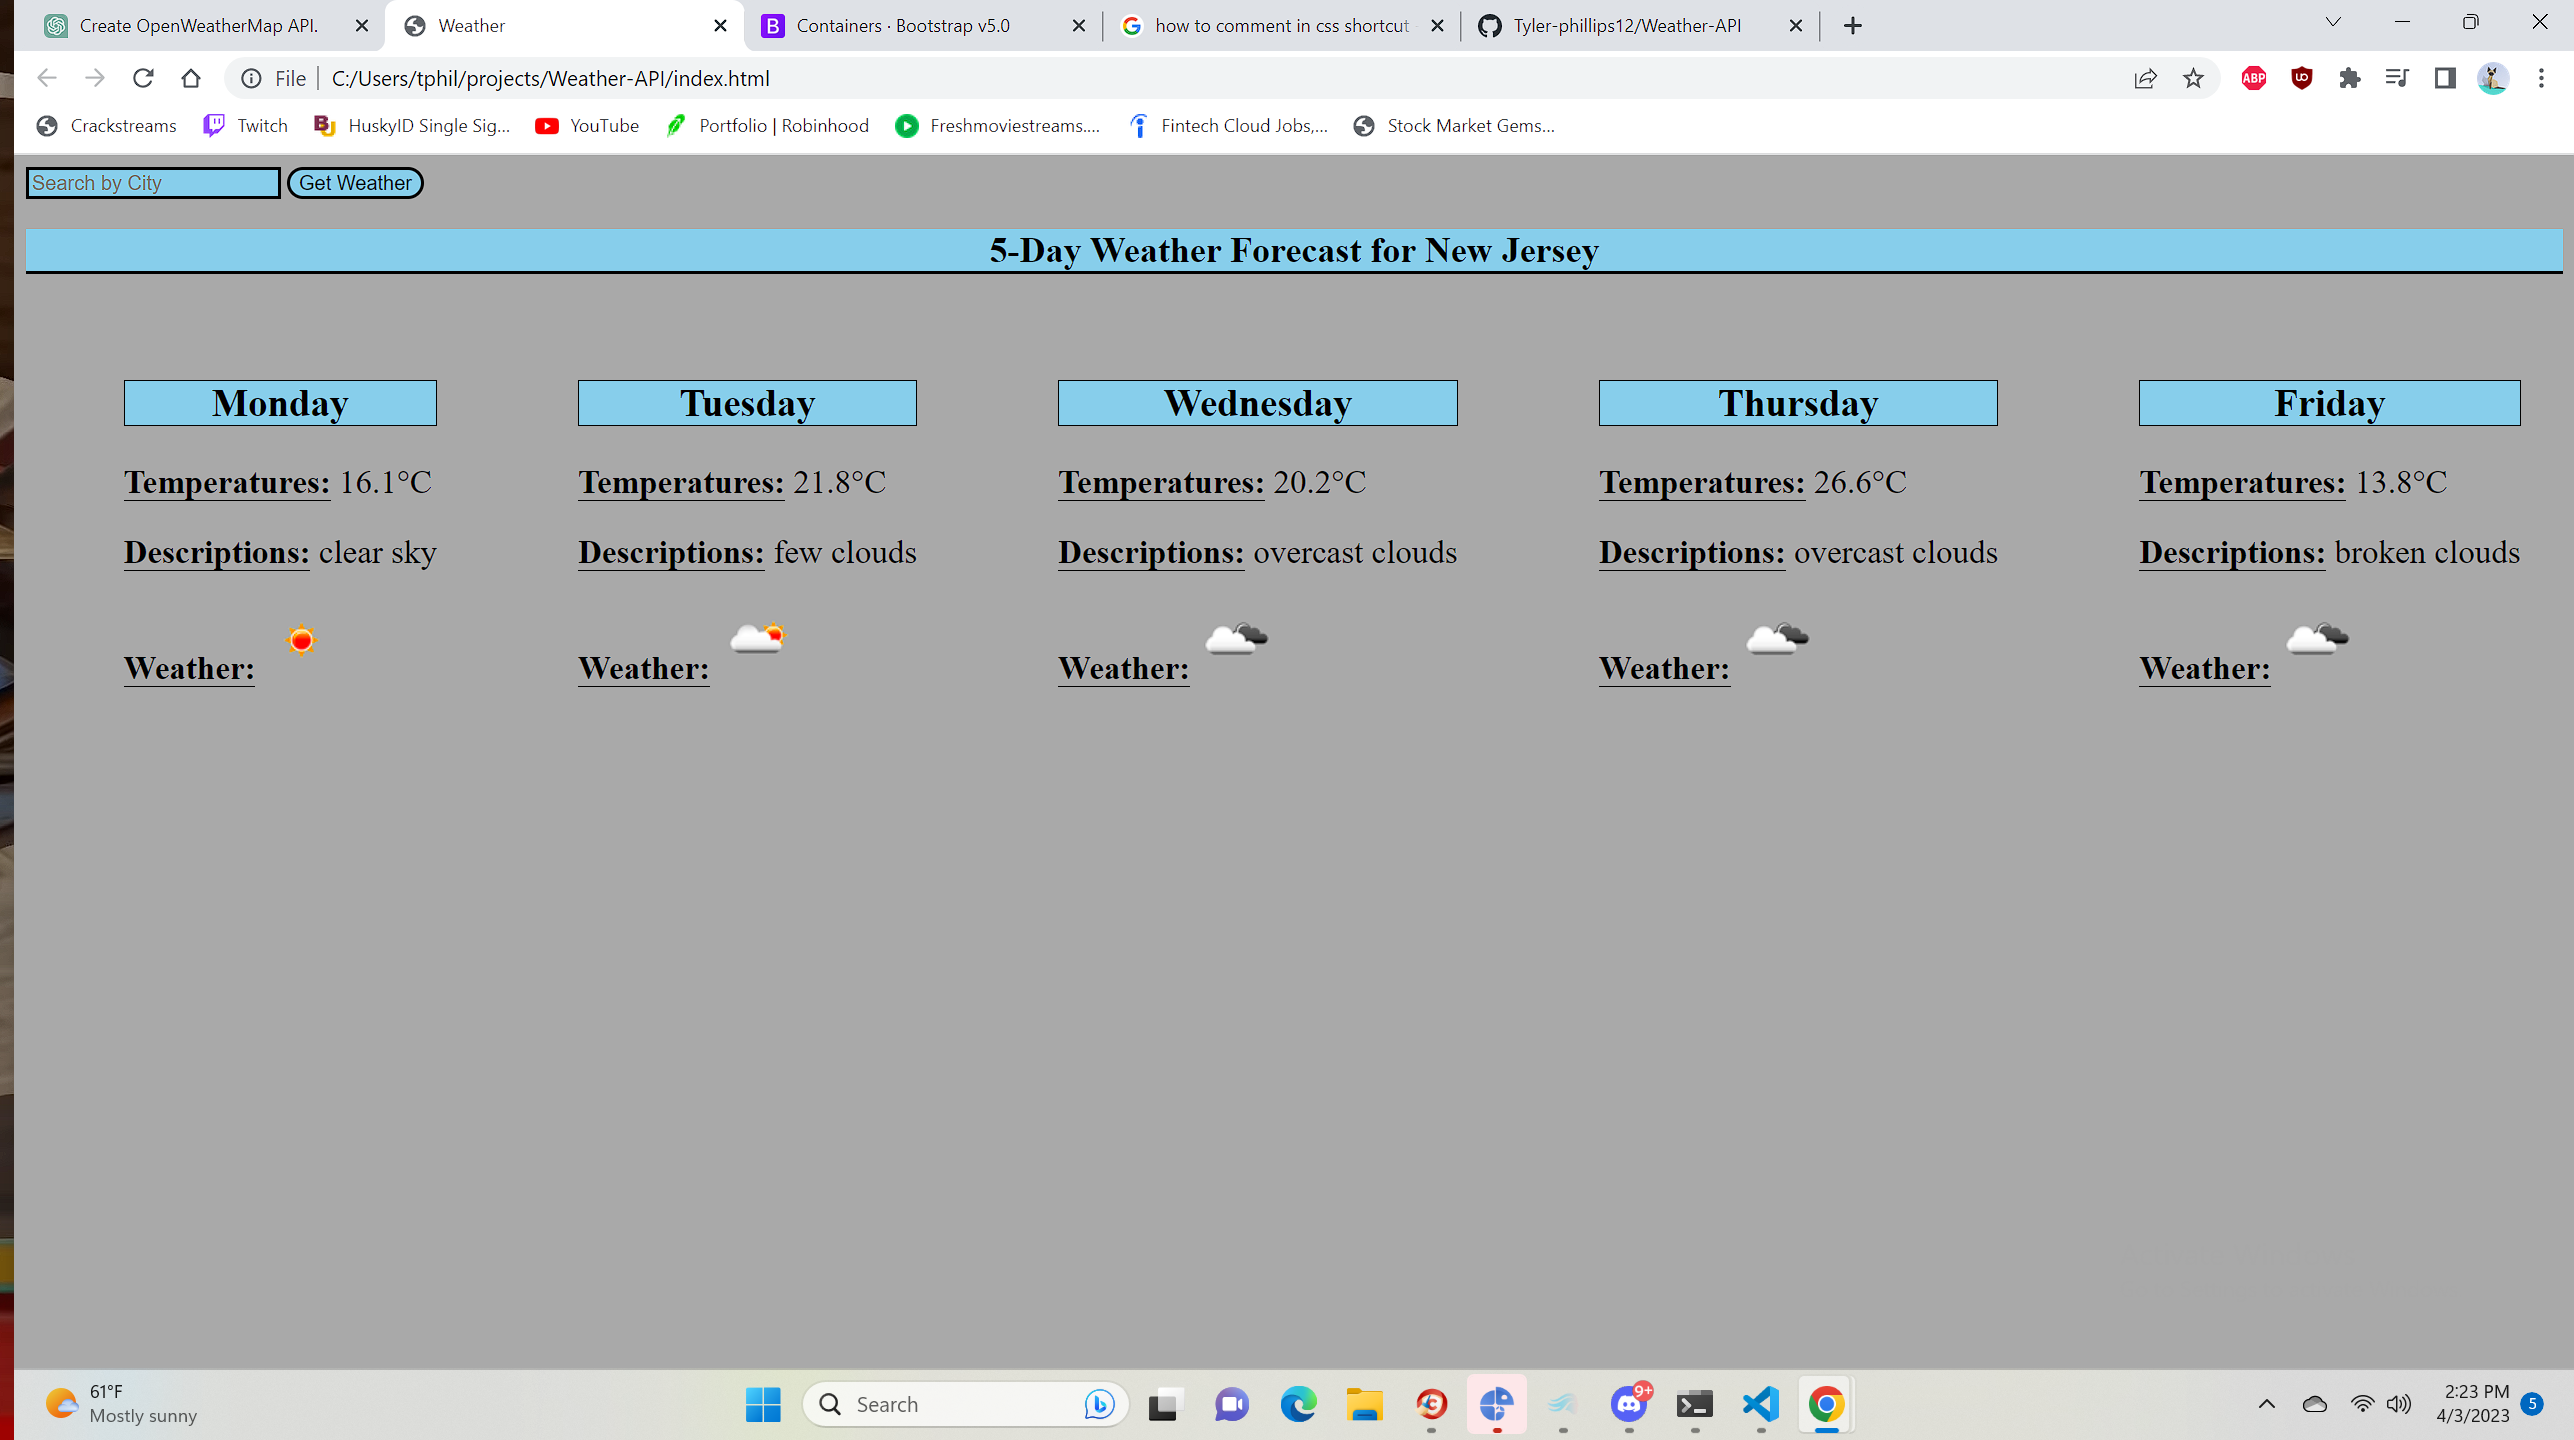 Create OpenWeatherMap API.
Weather
Containers · Bootstrap v5.0
how to comment in css shortcut
Tyler-phillips12/Weather-API
File
C:/Users/tphil/projects/Weather-API/index.html
ABP
UD
Crackstreams
Twitch
HuskyID Single Sig...
YouTube
Portfolio | Robinhood
Freshmoviestreams....
Fintech Cloud Jobs,...
Stock Market Gems...
Search by City
Get Weather
5-Day Weather Forecast for New Jersey
Monday
Tuesday
Wednesday
Thursday
Friday
Temperatures: 16.1°C
Temperatures: 21.8°C
Temperatures: 20.2°C
Temperatures: 26.6°C
Temperatures: 13.8°C
Descriptions: clear sky
Descriptions: few clouds
Descriptions: overcast clouds
Descriptions: overcast clouds
Descriptions: broken clouds
Weather:
Weather:
Weather:
Weather:
Weather:
61°F
Mostly sunny
Search
9+
2:23 PM
4/3/2023
5